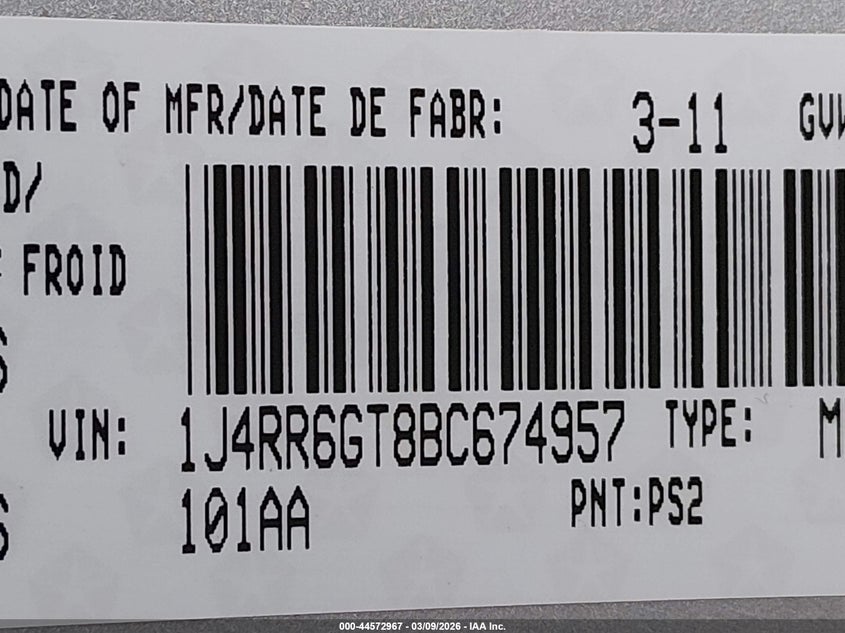 DATE OF MFR/DATE DE FABR: 3-11
D/
FROID
VIN: 1J4RR6GT8BC674957 TYPE: M
101AA PNT:PS2
000-44572967 - 03/09/2026 - IAA Inc.